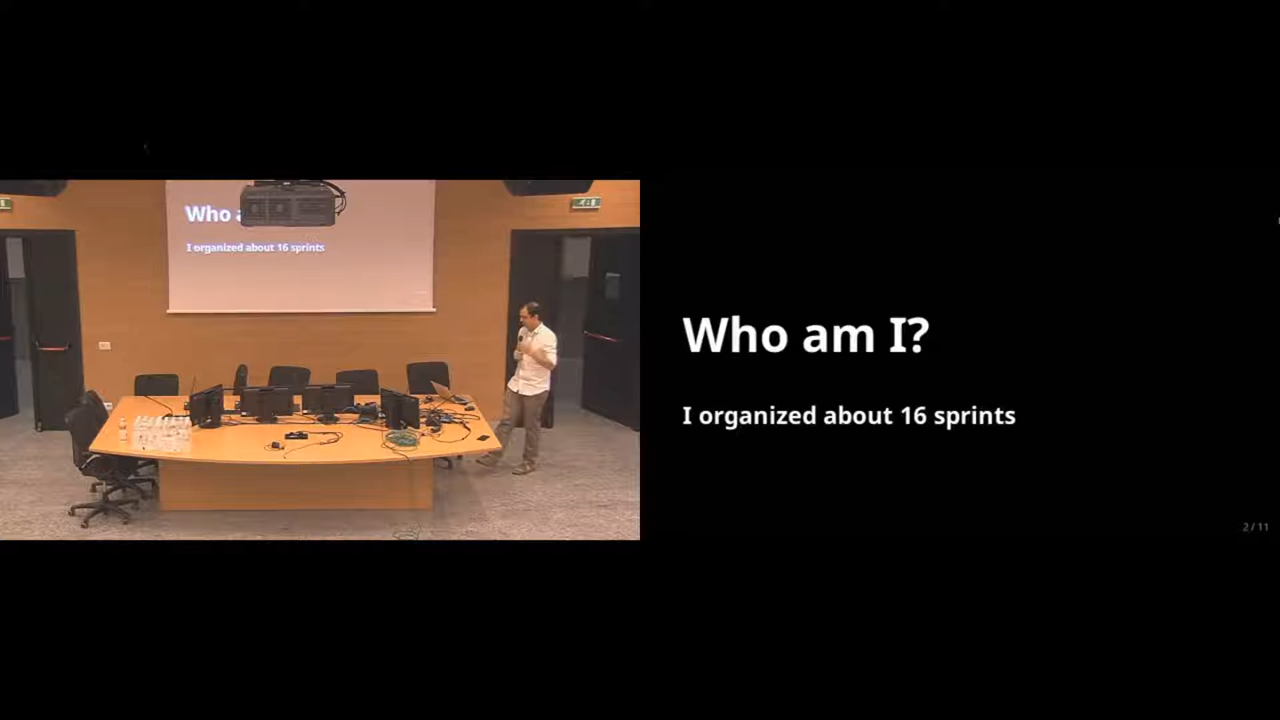 Who a
I organized about 16 sprints
Who am I?
I organized about 16 sprints
2 / 11